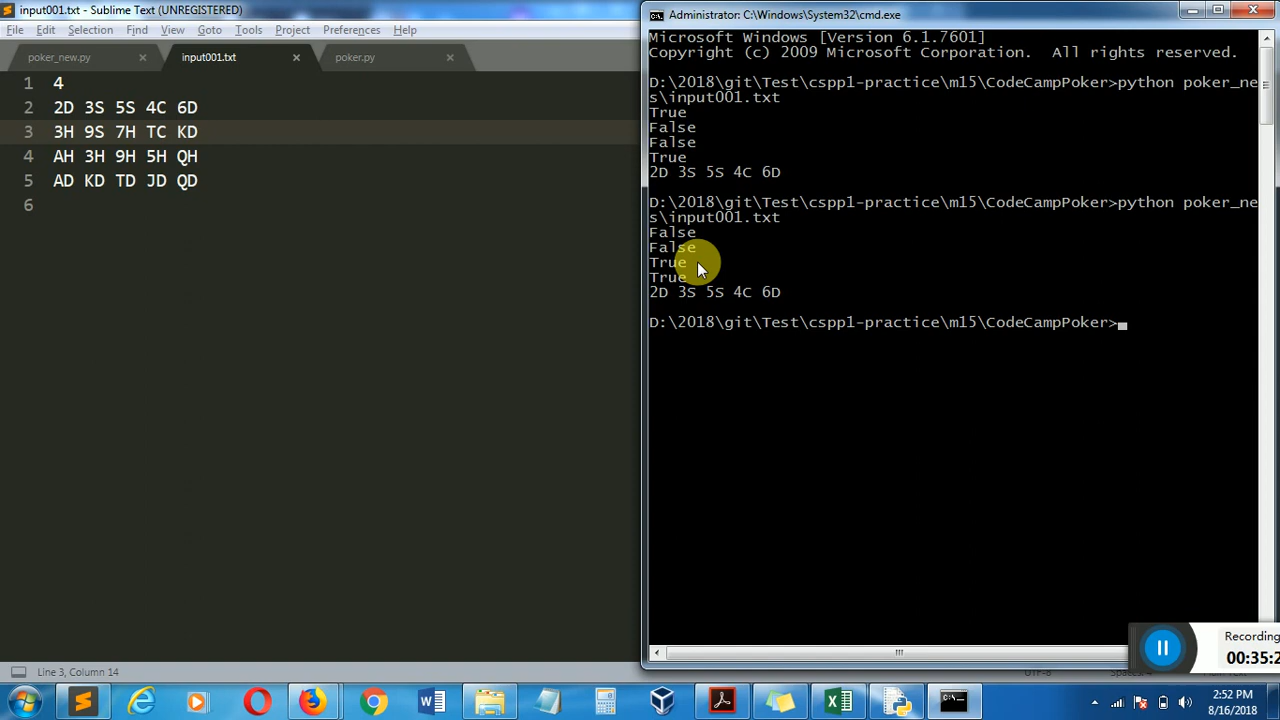 input001.txt - Sublime Text (UNREGISTERED)
File Edit Selection Find View Goto Tools Project Preferences Help
poker_new.py input001.txt poker.py
1 4
2 2D 3S 5S 4C 6D
3 3H 9S 7H TC KD
4 AH 3H 9H 5H QH
5 AD KD TD JD QD
6
Line 3, Column 14
Administrator: C:\Windows\System32\cmd.exe
Microsoft Windows [Version 6.1.7601]
Copyright (c) 2009 Microsoft Corporation. All rights reserved.
D:\2018\git\Test\cspp1-practice\m15\CodeCampPoker>python poker_ne
s\input001.txt
True
False
False
True
2D 3S 5S 4C 6D
D:\2018\git\Test\cspp1-practice\m15\CodeCampPoker>python poker_ne
s\input001.txt
False
False
True
True
2D 3S 5S 4C 6D
D:\2018\git\Test\cspp1-practice\m15\CodeCampPoker>
Recording
00:35:2
2:52 PM
8/16/2018